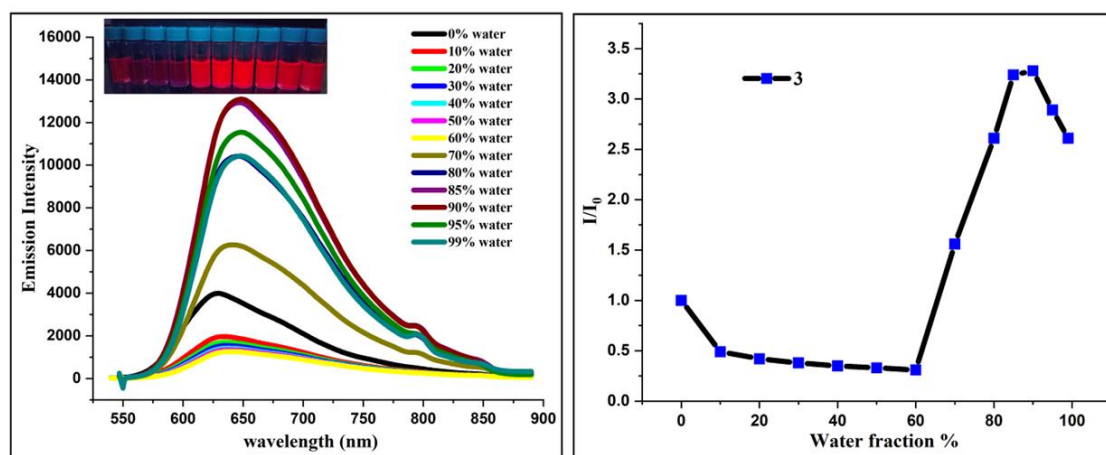 16000
14000
12000
10000
8000
6000
4000
2000
0
Emission Intensity
550 600 650 700 750 800 850 900
wavelength (nm)
0% water
10% water
20% water
30% water
40% water
50% water
60% water
70% water
80% water
85% water
90% water
95% water
99% water
3.5
3.0
2.5
2.0
1.5
1.0
0.5
0.0
I/I0
3
0 20 40 60 80 100
Water fraction %